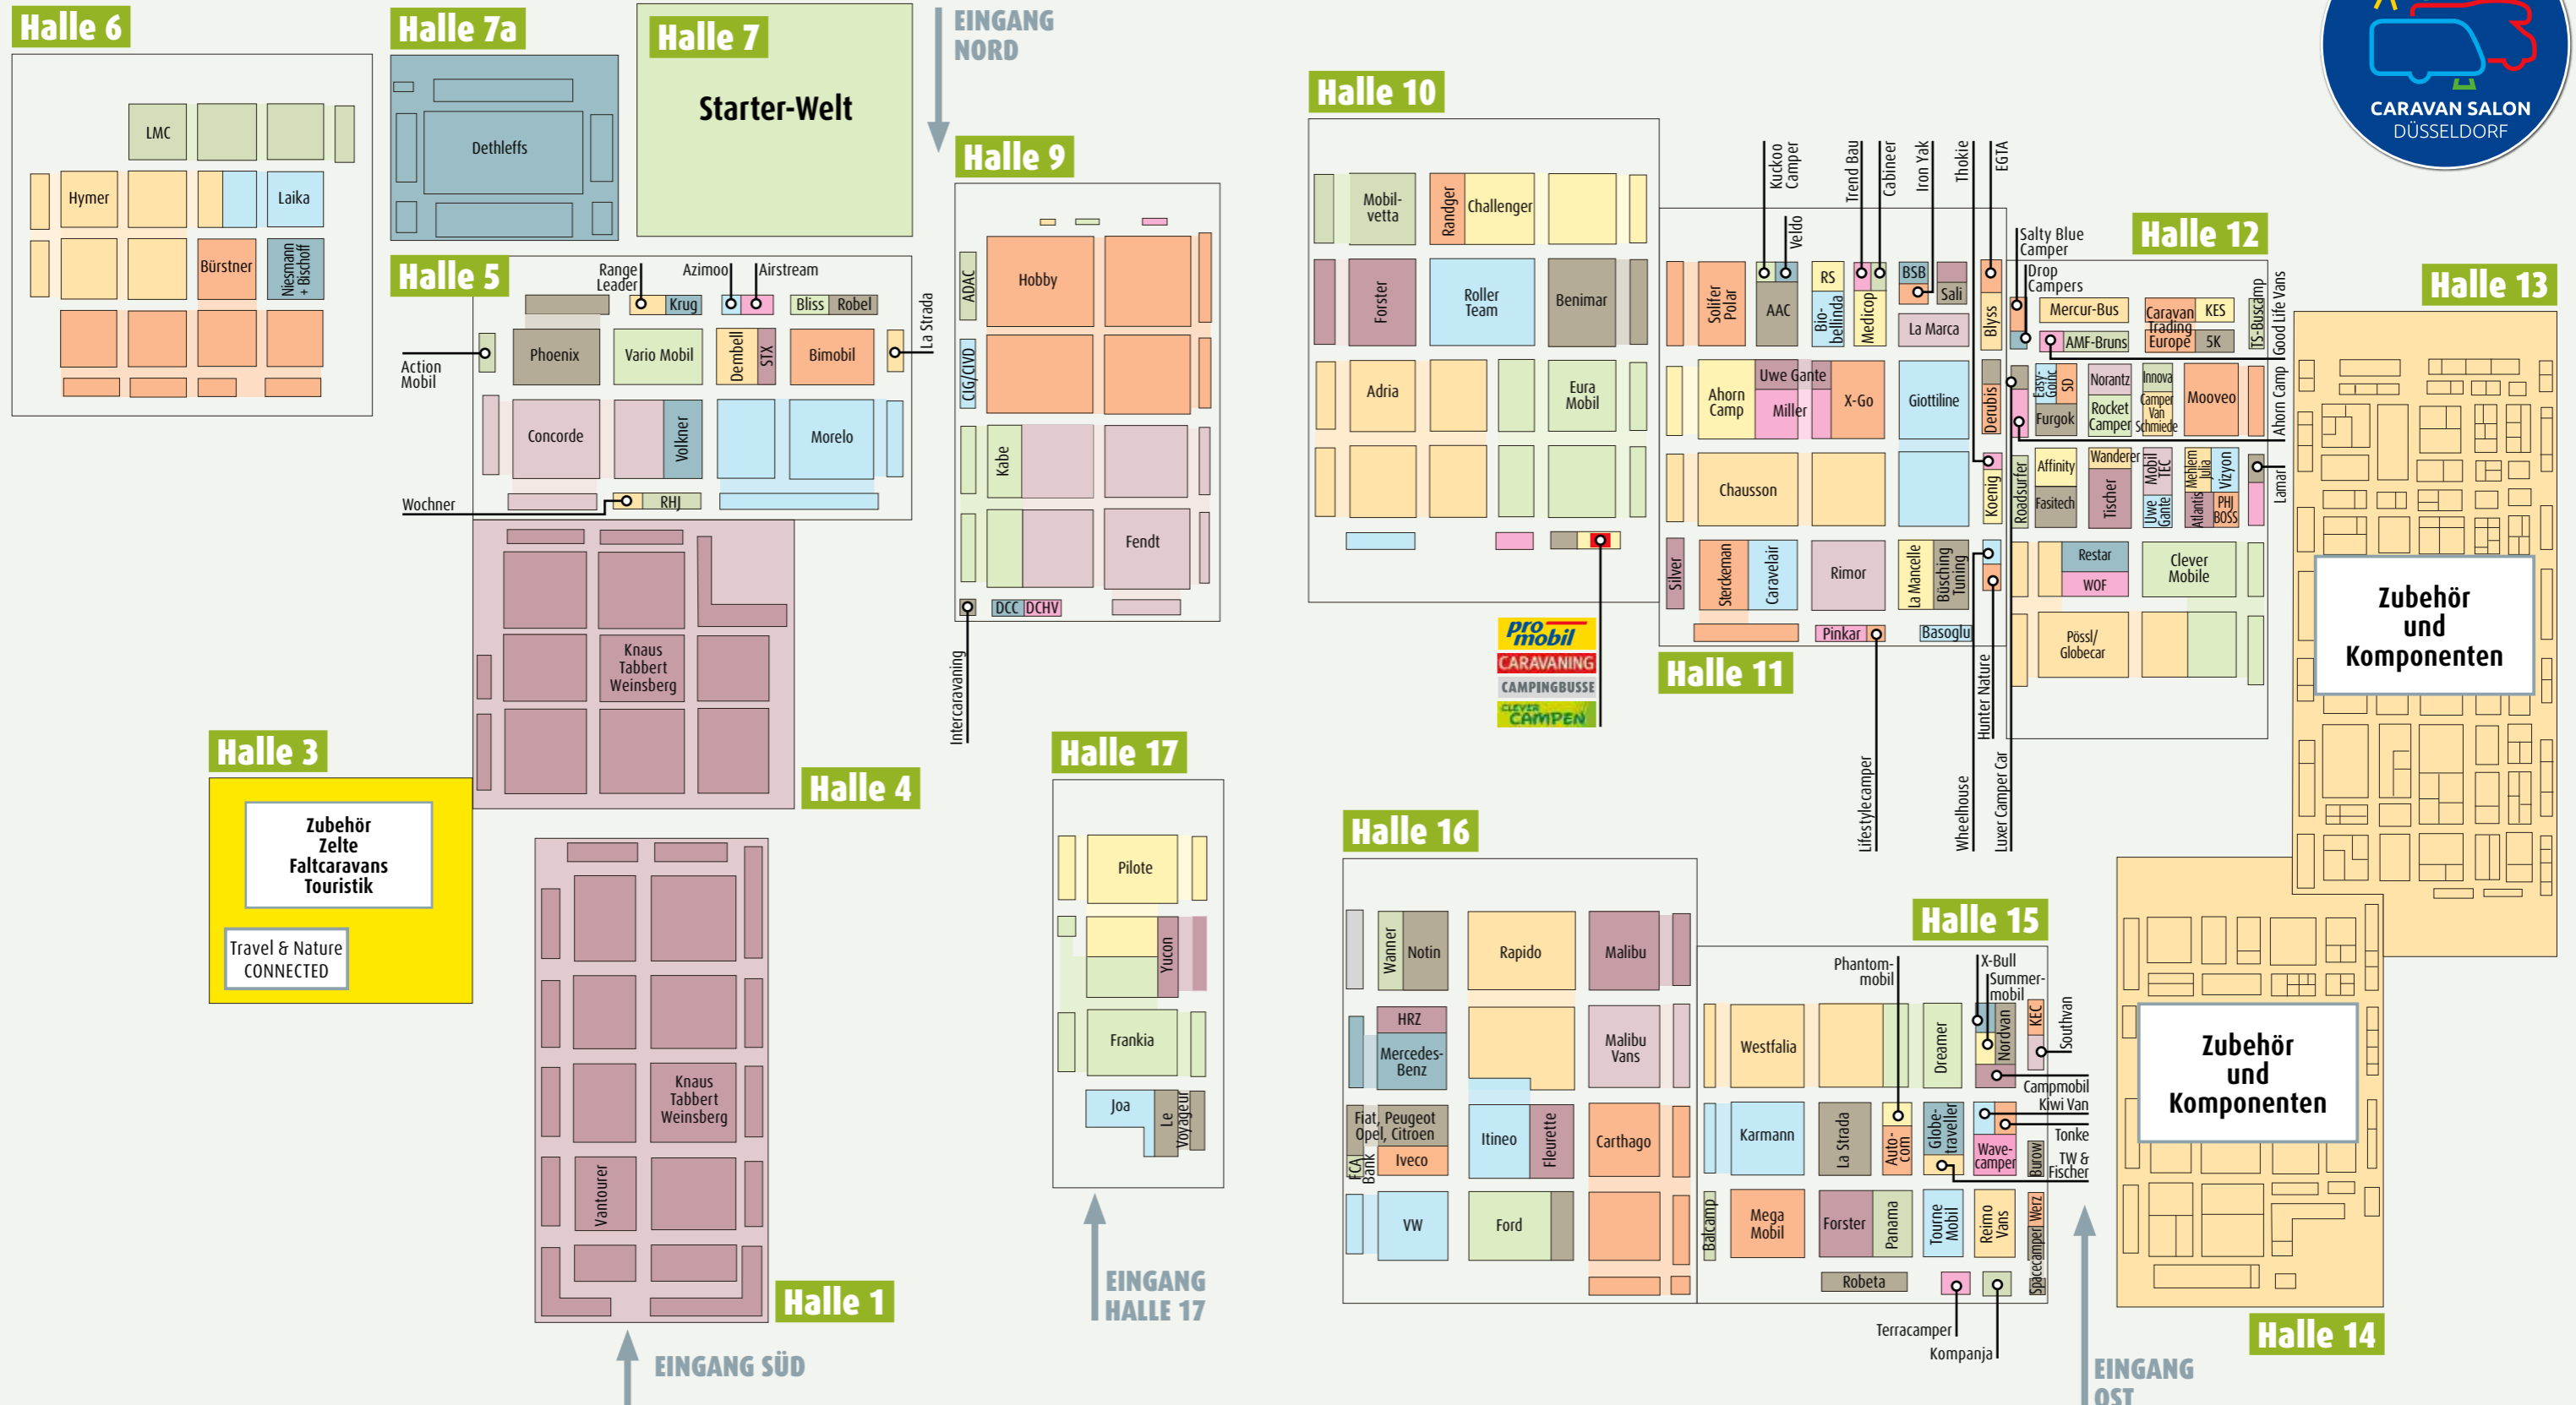 Halle 6
LMC
Hymer
Laika
Bürstner
Niesmann
+ Bischoff
Halle 7a
Dethleffs
Halle 7
Starter-Welt
EINGANG
NORD
Halle 5
Range
Leader
Krug
Azimoo
Airstream
Bliss
Robel
La Strada
Action
Mobil
Phoenix
Vario Mobil
Dembell
STX
Bimobil
Concorde
Volkner
Morelo
Wochner
RHJ
Halle 9
ADAC
Hobby
CIG/CIVD
Kabe
Fendt
DCC
DCHV
Intercaravaning
Knaus
Tabbert
Weinsberg
Halle 4
Halle 3
Zubehör
Zelte
Faltcaravans
Touristik
Travel & Nature
CONNECTED
Knaus
Tabbert
Weinsberg
Vantourer
Halle 1
EINGANG SÜD
Halle 17
Pilote
Yucon
Frankia
Joa
Le
Voyageur
EINGANG
HALLE 17
Halle 10
Mobil-
vetta
Randger
Challenger
Forster
Roller
Team
Benimar
Adria
Eura
Mobil
pro
mobil
CARAVANING
CAMPINGBUSSE
CLEVER
CAMPEN
Halle 11
Kuckoo
Camper
Veldo
Trend Bau
Cabineer
Iron Yak
Thokie
EGTA
Solifer
Polar
AAC
RS
Bio-
bellinda
Medicop
BSB
Sali
La Marca
Blyss
Ahorn
Camp
Uwe Gante
Miller
X-Go
Giottiline
Derubis
Chausson
Koenig
Silver
Sterckeman
Caravelair
Rimor
La Mancelle
Büsching
Tuning
Pinkar
Basoglu
Lifestylecamper
Wheelhouse
Hunter Nature
Luxer Camper Car
Halle 12
Salty Blue
Camper
Drop
Campers
Mercur-Bus
AMF-Bruns
Caravan
Trading
Europe
KES
5K
TS-Buscamp
Good Life Vans
Easy-
Goinc
SD
Furgok
Norantz
Rocket
Camper
Innova
Camper
Van
Schmiede
Mooveo
Ahorn Camp
Roadsurfer
Affinity
Fasitech
Wanderer
Tischer
Mobil
TEC
Uwe
Gante
Mehlem
Julia
Atlantis
Vizyon
PHJ
BOSS
Lamar
Restar
WOF
Clever
Mobile
Pössl/
Globecar
CARAVAN SALON
DÜSSELDORF
Halle 13
Zubehör
und
Komponenten
Halle 16
Wanner
Notin
Rapido
Malibu
HRZ
Mercedes-
Benz
Malibu
Vans
Fiat, Peugeot
Opel, Citroen
FCA
Bank
Iveco
Itineo
Fleurette
Carthago
VW
Ford
Halle 15
Phantom-
mobil
X-Bull
Summer-
mobil
Westfalia
Dreamer
Nordvan
KEC
Southvan
Campmobil
Kiwi Van
Tonke
TW &
Fischer
Karmann
La Strada
Auto-
com
Globe-
traveller
Wave-
camper
Burow
Balcamp
Mega
Mobil
Forster
Panama
Tourne
Mobil
Reimo
Vans
Werz
Spacecamper
Robeta
Terracamper
Kompanja
Zubehör
und
Komponenten
Halle 14
EINGANG
OST